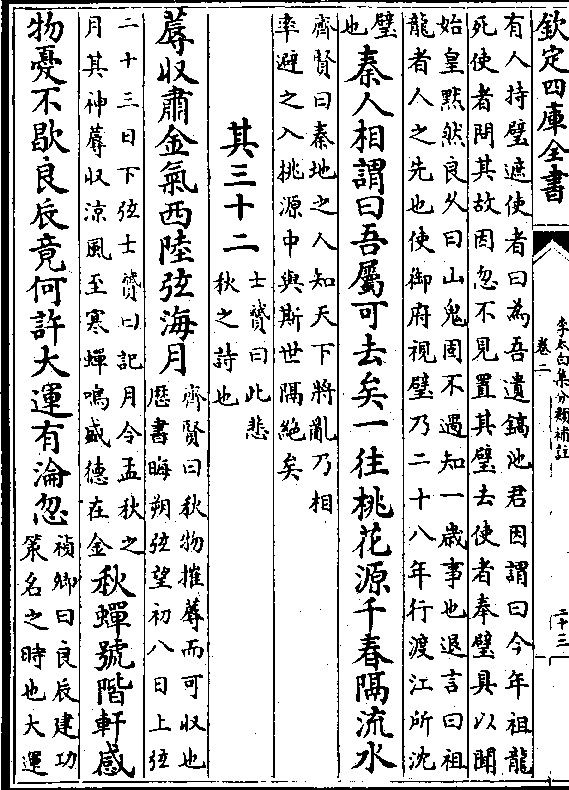 欽定四庫全書
李太白集分類補註
卷二
二十三
有人持璧遮使者曰為吾遺鎬池君因謂曰今年祖龍
死使者問其故因忽不見置其璧去使者奉璧具以聞
始皇黙然良久曰山鬼固不過知一歲事也退言曰祖
龍者人之先也使御府視璧乃二十八年行渡江所沈
璧
也
秦人相謂曰吾屬可去矣一往桃花源千春隔流水
齊賢曰秦地之人知天下將亂乃相
率避之入桃源中與斯世隔絶矣
其三十二
士贇曰此悲
秋之詩也
蓐收肅金氣西陸弦海月
齊賢曰秋物摧蓐而可收也
歴書晦朔弦望初八日上弦
二十三日下弦士贇曰記月令孟秋之
月其神蓐收涼風至寒蟬鳴盛德在金
秋蟬號階軒感
物憂不歇良辰竟何許大運有淪忽
禎卿曰良辰建功
策名之時也大運